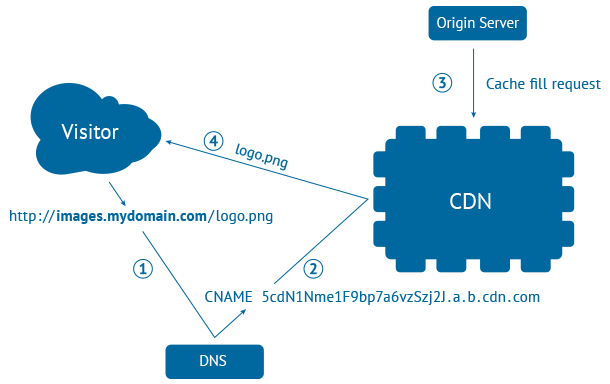 Origin Server
3
Cache fill request
Visitor
4
logo.png
CDN
http://images.mydomain.com/logo.png
1
2
CNAME 5cdN1Nme1F9bp7a6vzSzj2J.a.b.cdn.com
DNS